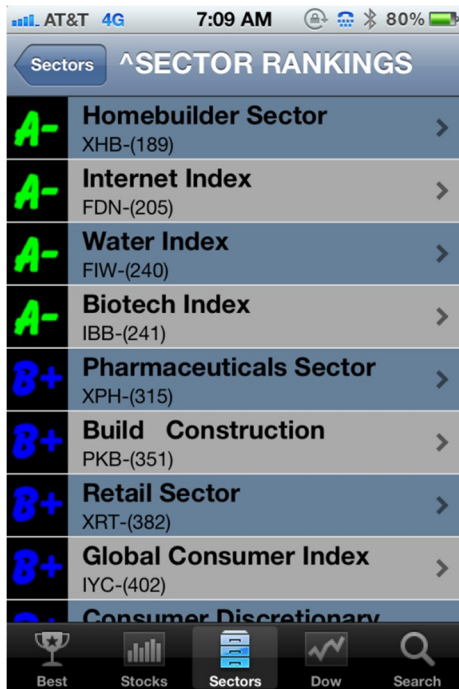 AT&T 4G 7:09 AM 80%
Sectors ^SECTOR RANKINGS
A- Homebuilder Sector
XHB-(189)
A- Internet Index
FDN-(205)
A- Water Index
FIW-(240)
A- Biotech Index
IBB-(241)
B+ Pharmaceuticals Sector
XPH-(315)
B+ Build Construction
PKB-(351)
B+ Retail Sector
XRT-(382)
B+ Global Consumer Index
IYC-(402)
Consumer Discretionary
Best Stocks Sectors Dow Search